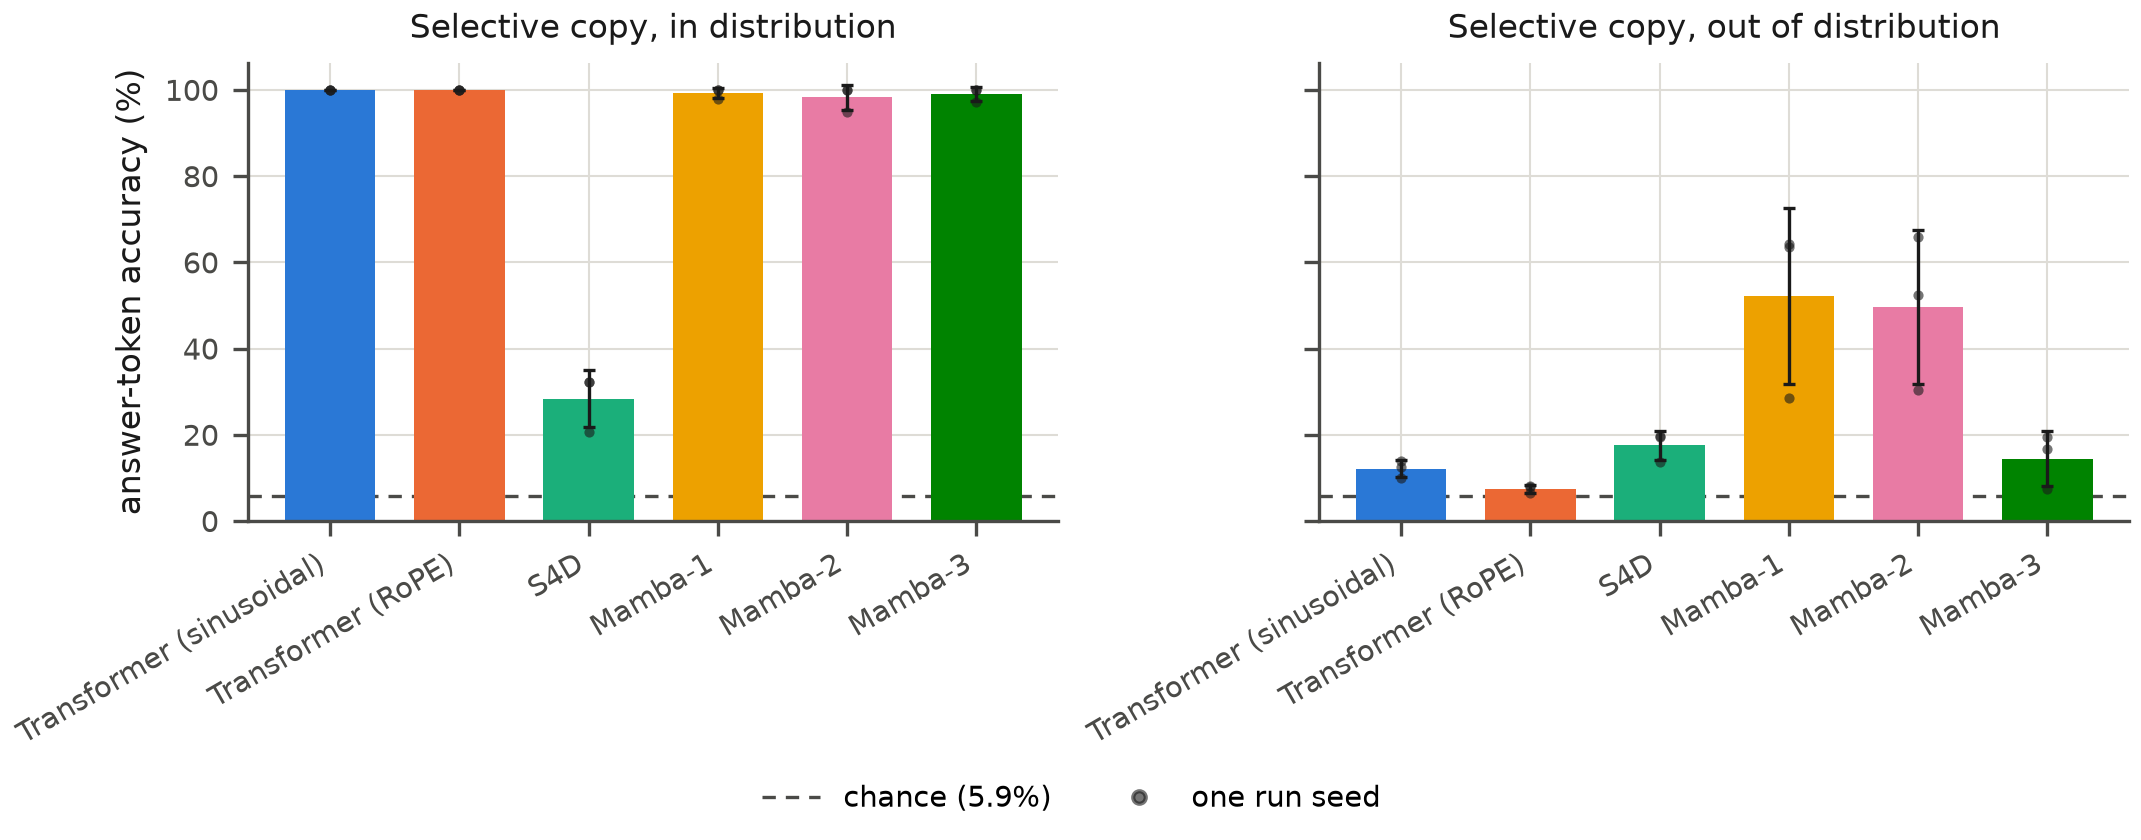 Selective copy, in distribution
Selective copy, out of distribution
answer-token accuracy (%)
100
80
60
40
20
0
Transformer (sinusoidal)
Transformer (RoPE)
S4D
Mamba-1
Mamba-2
Mamba-3
Transformer (sinusoidal)
Transformer (RoPE)
S4D
Mamba-1
Mamba-2
Mamba-3
chance (5.9%)
one run seed